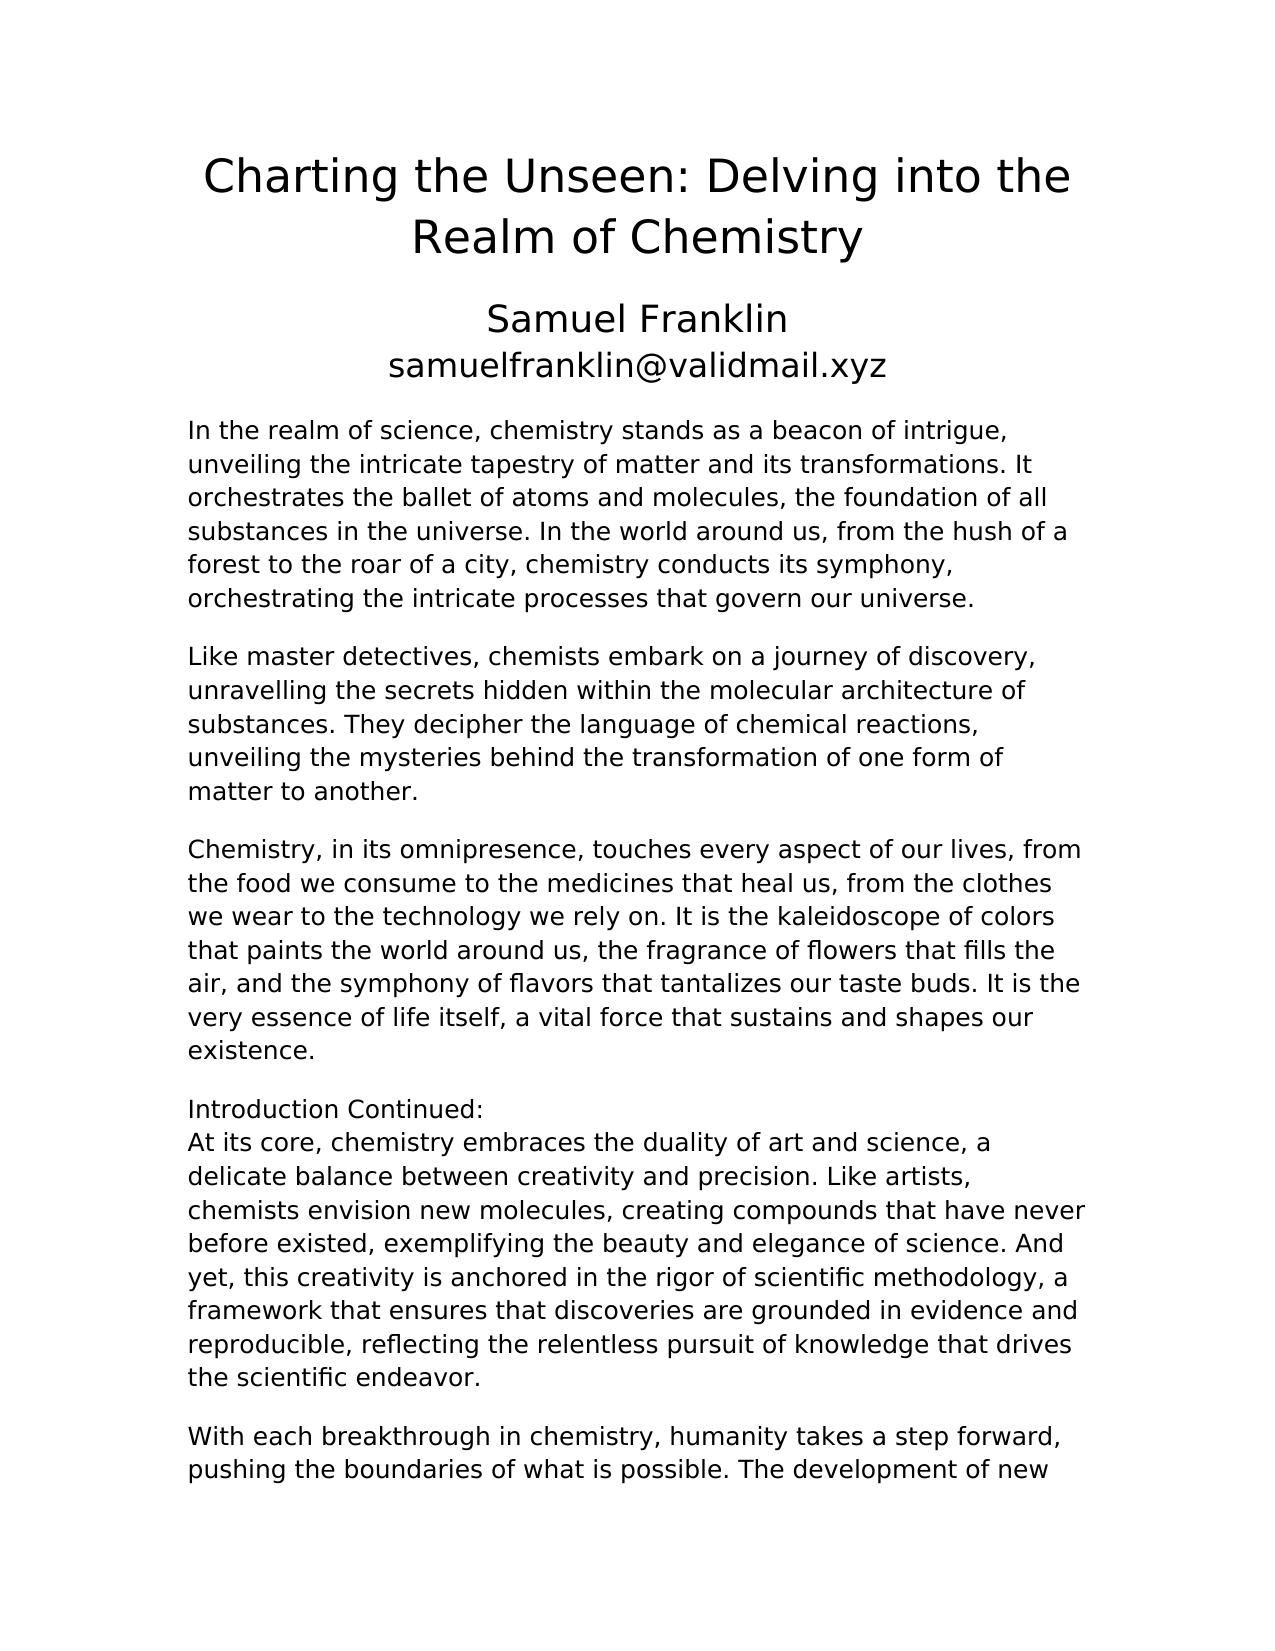 Charting the Unseen: Delving into the
Realm of Chemistry
Samuel Franklin
samuelfranklin@validmail.xyz
In the realm of science, chemistry stands as a beacon of intrigue,
unveiling the intricate tapestry of matter and its transformations. It
orchestrates the ballet of atoms and molecules, the foundation of all
substances in the universe. In the world around us, from the hush of a
forest to the roar of a city, chemistry conducts its symphony,
orchestrating the intricate processes that govern our universe.
Like master detectives, chemists embark on a journey of discovery,
unravelling the secrets hidden within the molecular architecture of
substances. They decipher the language of chemical reactions,
unveiling the mysteries behind the transformation of one form of
matter to another.
Chemistry, in its omnipresence, touches every aspect of our lives, from
the food we consume to the medicines that heal us, from the clothes
we wear to the technology we rely on. It is the kaleidoscope of colors
that paints the world around us, the fragrance of flowers that fills the
air, and the symphony of flavors that tantalizes our taste buds. It is the
very essence of life itself, a vital force that sustains and shapes our
existence.
Introduction Continued:
At its core, chemistry embraces the duality of art and science, a
delicate balance between creativity and precision. Like artists,
chemists envision new molecules, creating compounds that have never
before existed, exemplifying the beauty and elegance of science. And
yet, this creativity is anchored in the rigor of scientific methodology, a
framework that ensures that discoveries are grounded in evidence and
reproducible, reflecting the relentless pursuit of knowledge that drives
the scientific endeavor.
With each breakthrough in chemistry, humanity takes a step forward,
pushing the boundaries of what is possible. The development of new